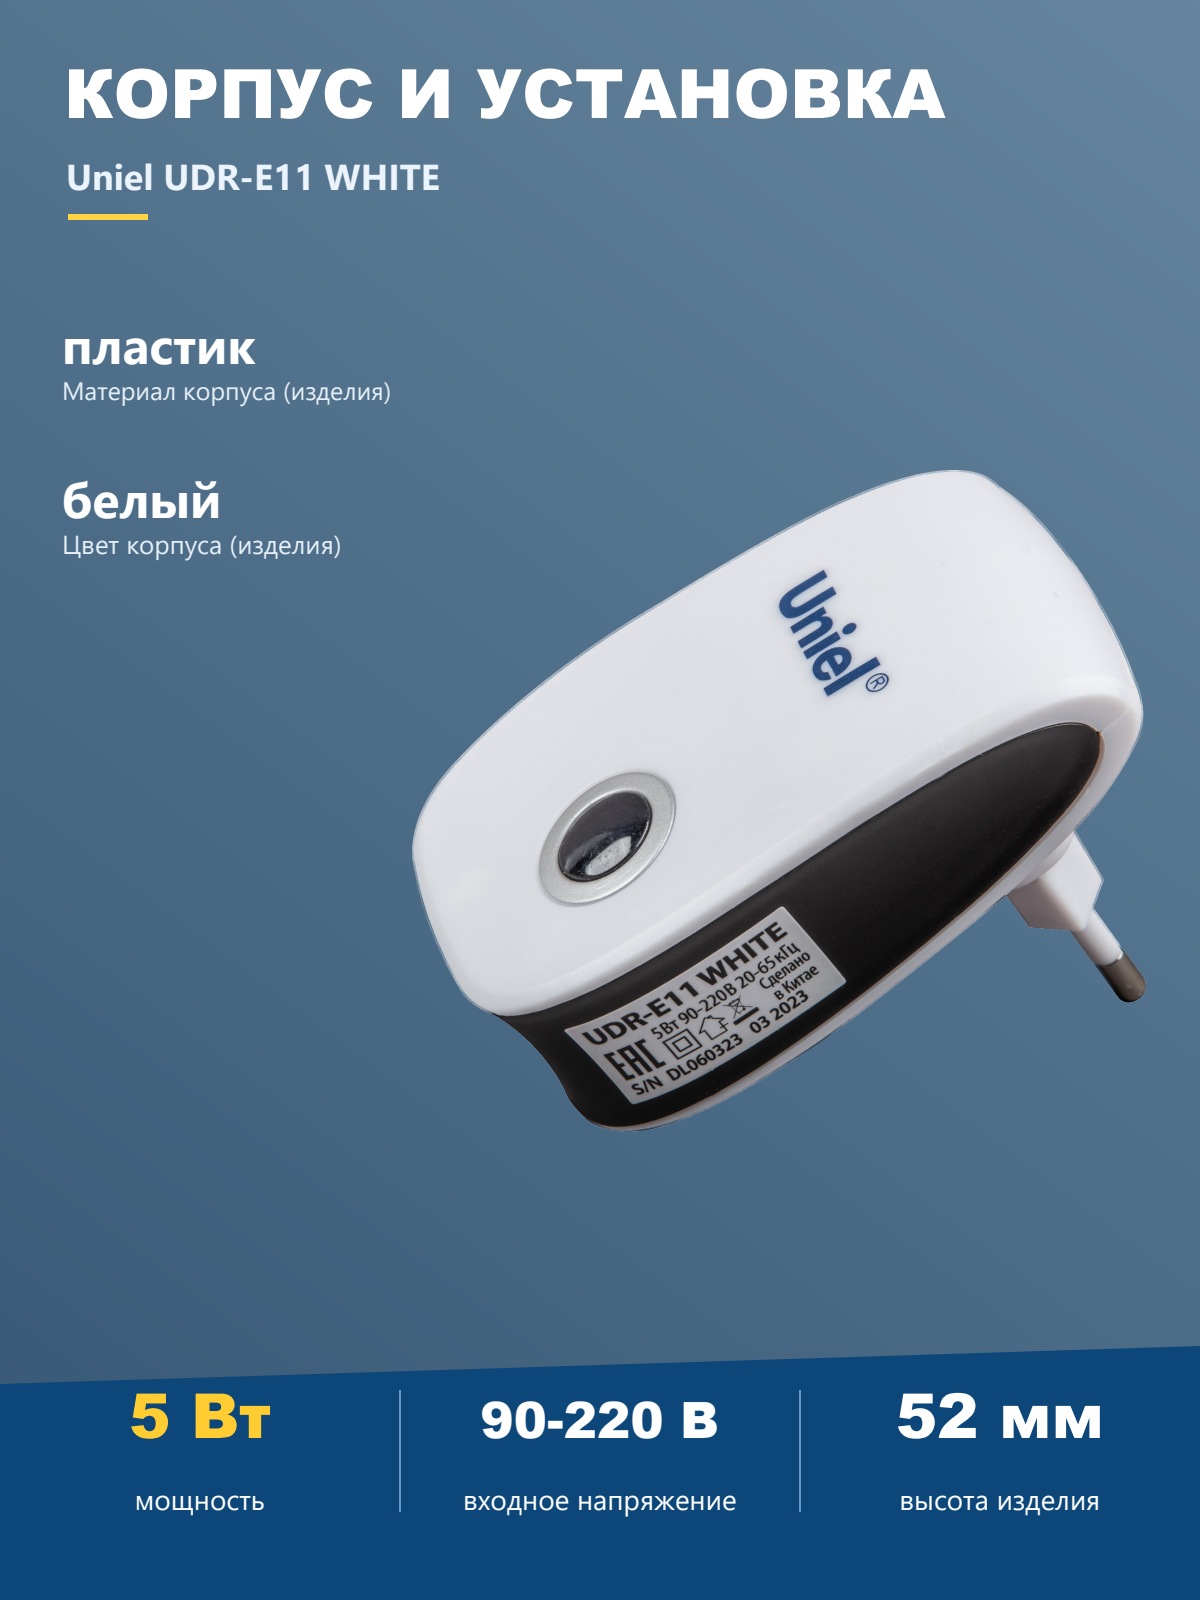 КОРПУС И УСТАНОВКА
Uniel UDR-E11 WHITE
пластик
Материал корпуса (изделия)
белый
Цвет корпуса (изделия)
Uniel®
UDR-E11 WHITE
5Вт 90-220В 20-65кГц
EAC
Сделано
в Китае
S/N DL060323 03 2023
5 Вт
мощность
90-220 В
входное напряжение
52 мм
высота изделия